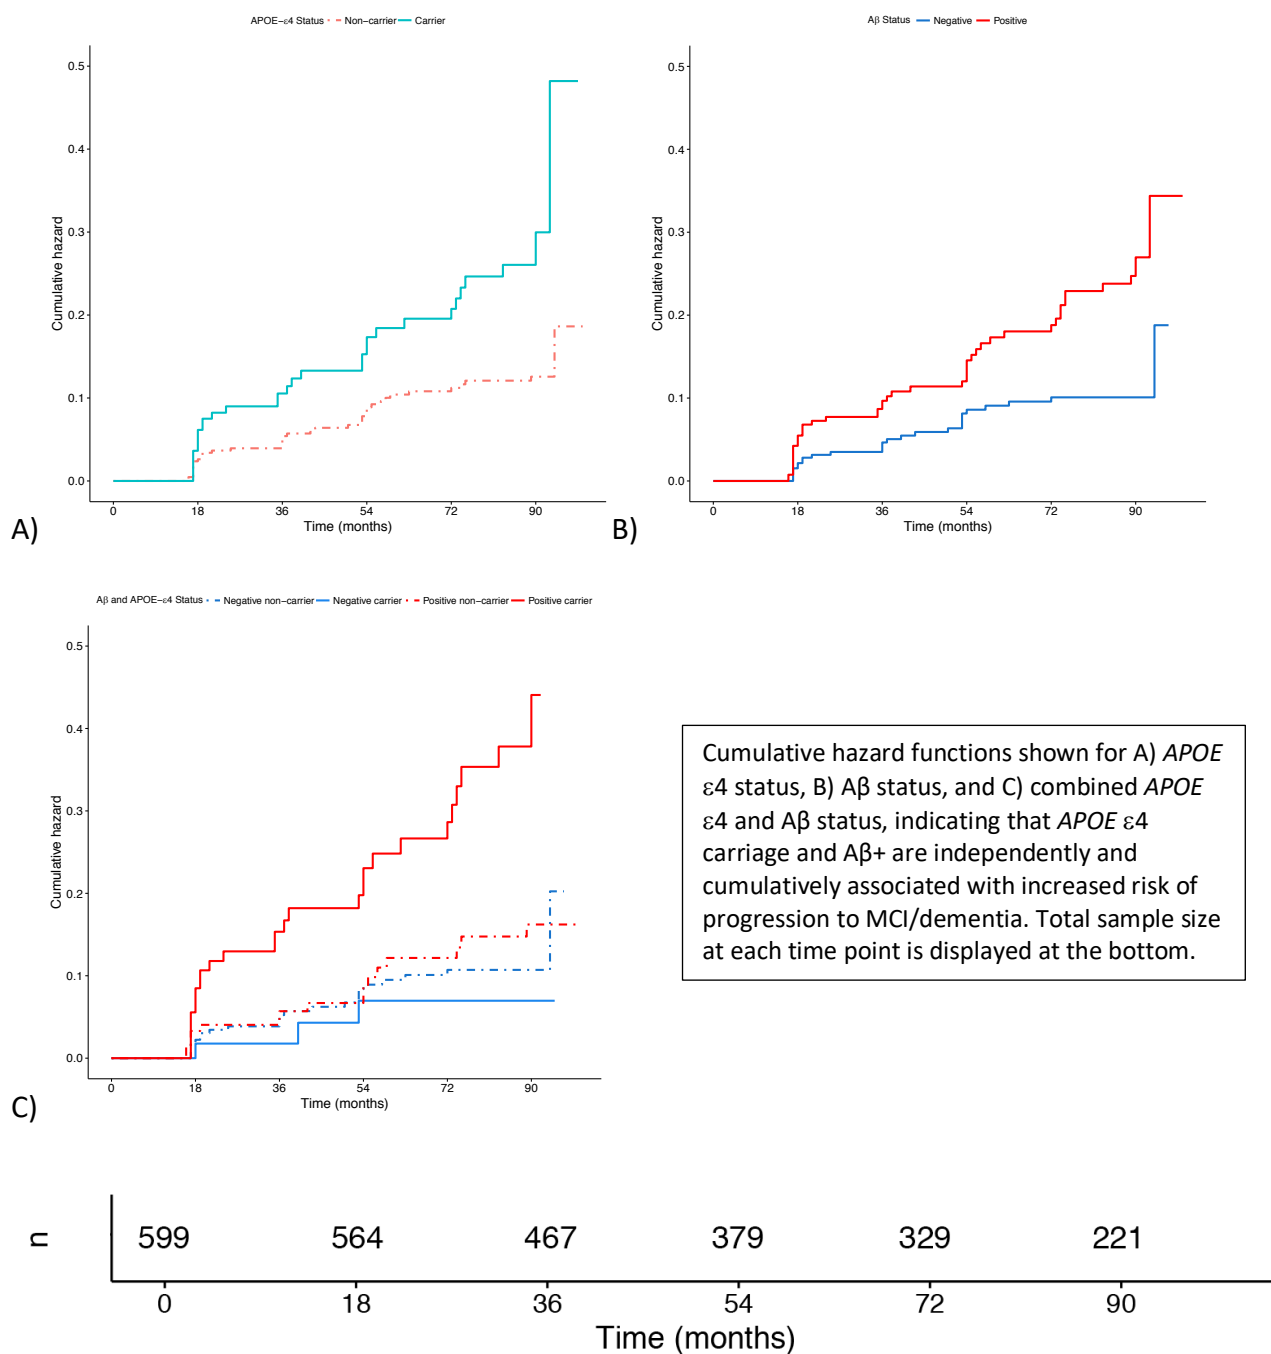 APOE−ε4 Status Non−carrier Carrier
0.5
0.4
0.3
0.2
0.1
0.0
Cumulative hazard
0 18 36 54 72 90
Time (months)
A)
Aβ Status Negative Positive
0.5
0.4
0.3
0.2
0.1
0.0
Cumulative hazard
0 18 36 54 72 90
Time (months)
B)
Aβ and APOE−ε4 Status Negative non−carrier Negative carrier Positive non−carrier Positive carrier
0.5
0.4
0.3
0.2
0.1
0.0
Cumulative hazard
0 18 36 54 72 90
Time (months)
C)
Cumulative hazard functions shown for A) APOE
ε4 status, B) Aβ status, and C) combined APOE
ε4 and Aβ status, indicating that APOE ε4
carriage and Aβ+ are independently and
cumulatively associated with increased risk of
progression to MCI/dementia. Total sample size
at each time point is displayed at the bottom.
n
599 564 467 379 329 221
0 18 36 54 72 90
Time (months)